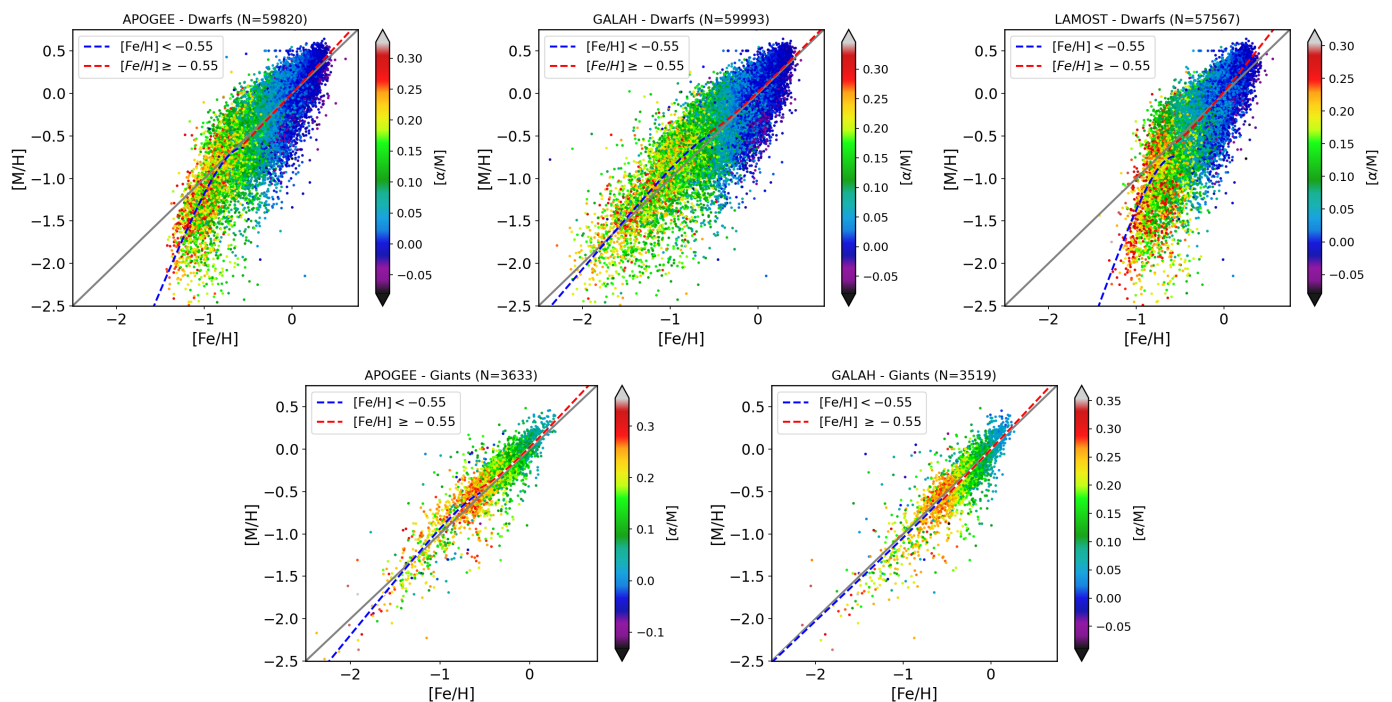 APOGEE - Dwarfs (N=59820)
[Fe/H] < −0.55
[Fe/H] ≥ −0.55
0.5
0.0
−0.5
−1.0
−1.5
−2.0
−2.5
[M/H]
−2
−1
0
[Fe/H]
0.30
0.25
0.20
0.15
0.10
0.05
0.00
−0.05
[α/M]
GALAH - Dwarfs (N=59993)
[Fe/H] < −0.55
[Fe/H] ≥ −0.55
0.5
0.0
−0.5
−1.0
−1.5
−2.0
−2.5
[M/H]
−2
−1
0
[Fe/H]
0.30
0.25
0.20
0.15
0.10
0.05
0.00
−0.05
[α/M]
LAMOST - Dwarfs (N=57567)
[Fe/H] < −0.55
[Fe/H] ≥ −0.55
0.5
0.0
−0.5
−1.0
−1.5
−2.0
−2.5
[M/H]
−2
−1
0
[Fe/H]
0.30
0.25
0.20
0.15
0.10
0.05
0.00
−0.05
[α/M]
APOGEE - Giants (N=3633)
[Fe/H] < −0.55
[Fe/H] ≥ −0.55
0.5
0.0
−0.5
−1.0
−1.5
−2.0
−2.5
[M/H]
−2
−1
0
[Fe/H]
0.3
0.2
0.1
0.0
−0.1
[α/M]
GALAH - Giants (N=3519)
[Fe/H] < −0.55
[Fe/H] ≥ −0.55
0.5
0.0
−0.5
−1.0
−1.5
−2.0
−2.5
[M/H]
−2
−1
0
[Fe/H]
0.35
0.30
0.25
0.20
0.15
0.10
0.05
0.00
−0.05
[α/M]